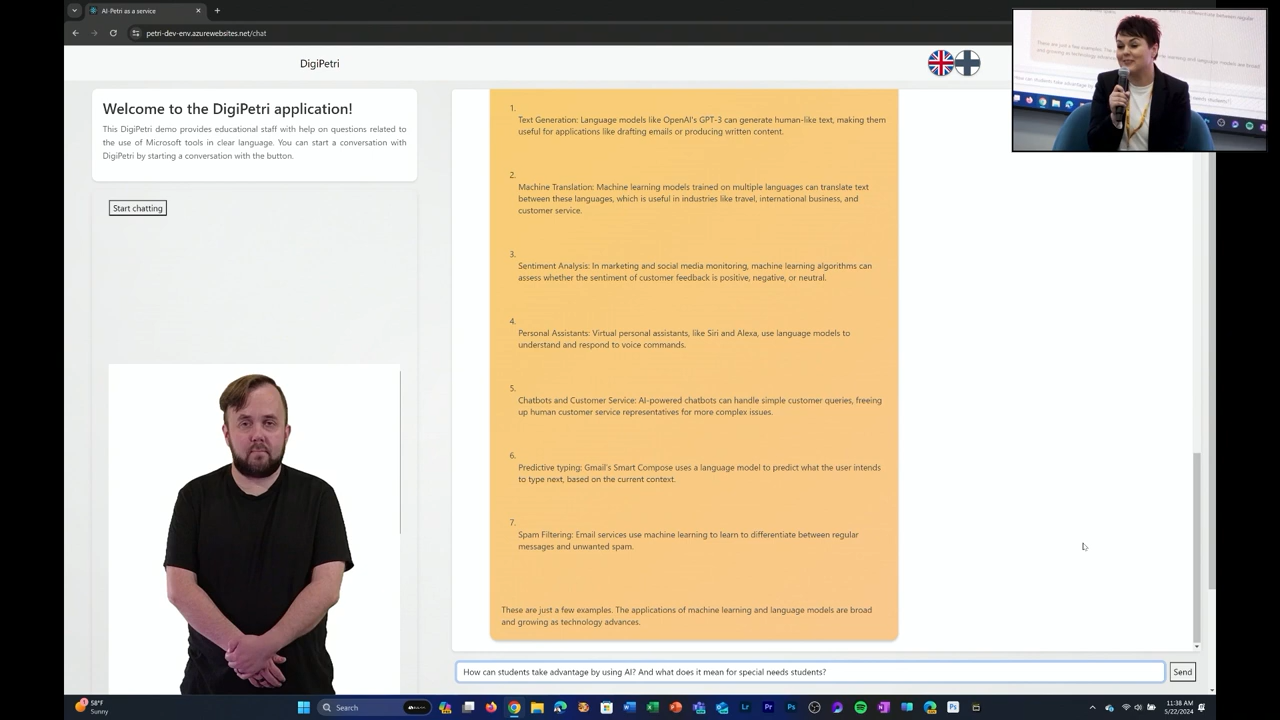 AI-Petri as a service
petri-dev-env.azurewebsites.net/chat
DigiPetri
Welcome to the DigiPetri application!
This DigiPetri demo provides educational staff with help on questions related
to the use of Microsoft tools in clear language. You can start a conversation
with DigiPetri by starting a conversation with the button.
Start chatting
1.
Text Generation: Language models like OpenAI's GPT-3 can generate human-like text, making them
useful for applications like drafting emails or producing written content.
2.
Machine Translation: Machine learning models trained on multiple languages can translate text
between these languages, which is useful in industries like travel, international business, and
customer service.
3.
Sentiment Analysis: In marketing and social media monitoring, machine learning algorithms can
assess whether the sentiment of customer feedback is positive, negative, or neutral.
4.
Personal Assistants: Virtual personal assistants, like Siri and Alexa, use language models to
understand and respond to voice commands.
5.
Chatbots and Customer Service: AI-powered chatbots can handle simple customer queries, freeing
up human customer service representatives for more complex issues.
6.
Predictive typing: Gmail's Smart Compose uses a language model to predict what the user intends
to type next, based on the current context.
7.
Spam Filtering: Email services use machine learning to learn to differentiate between regular
messages and unwanted spam.
These are just a few examples. The applications of machine learning and language models are broad
and growing as technology advances.
How can students take advantage by using AI? And what does it mean for special needs students?
Send
58°F
Sunny
Search
11:38 AM
5/22/2024